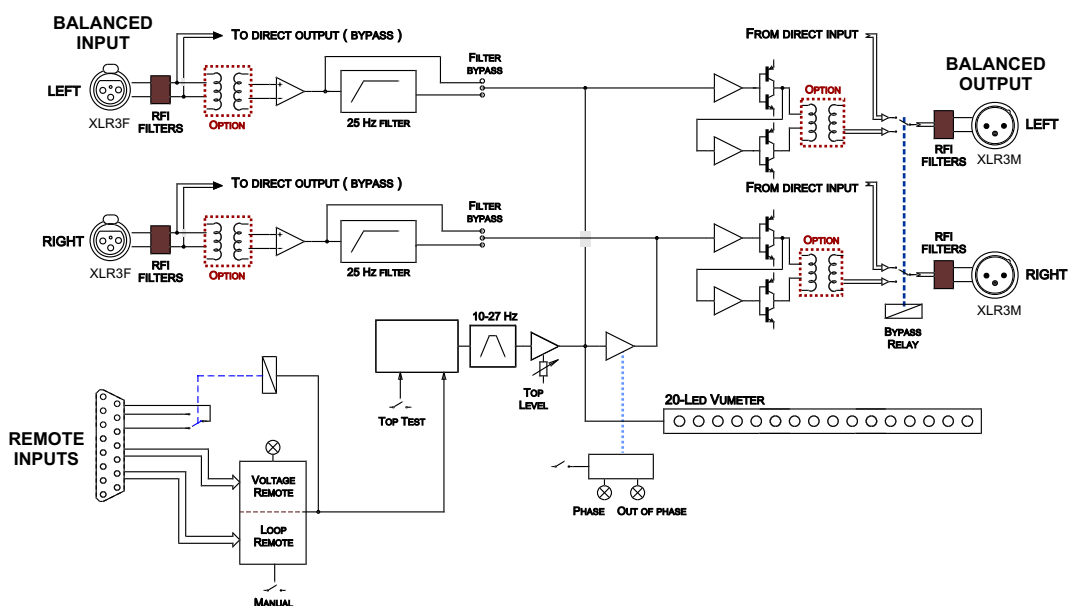 BALANCED
INPUT
TO DIRECT OUTPUT ( BYPASS )
LEFT
XLR3F
RFI
FILTERS
OPTION
25 HZ FILTER
FILTER
BYPASS
FROM DIRECT INPUT
BALANCED
OUTPUT
OPTION
LEFT
RFI
FILTERS
XLR3M
TO DIRECT OUTPUT ( BYPASS )
RIGHT
XLR3F
RFI
FILTERS
OPTION
25 HZ FILTER
FILTER
BYPASS
FROM DIRECT INPUT
OPTION
RFI
FILTERS
RIGHT
XLR3M
BYPASS
RELAY
10-27 Hz
TOP TEST
TOP
LEVEL
20-LED VUMETER
REMOTE
INPUTS
VOLTAGE
REMOTE
LOOP
REMOTE
MANUAL
PHASE
OUT OF PHASE